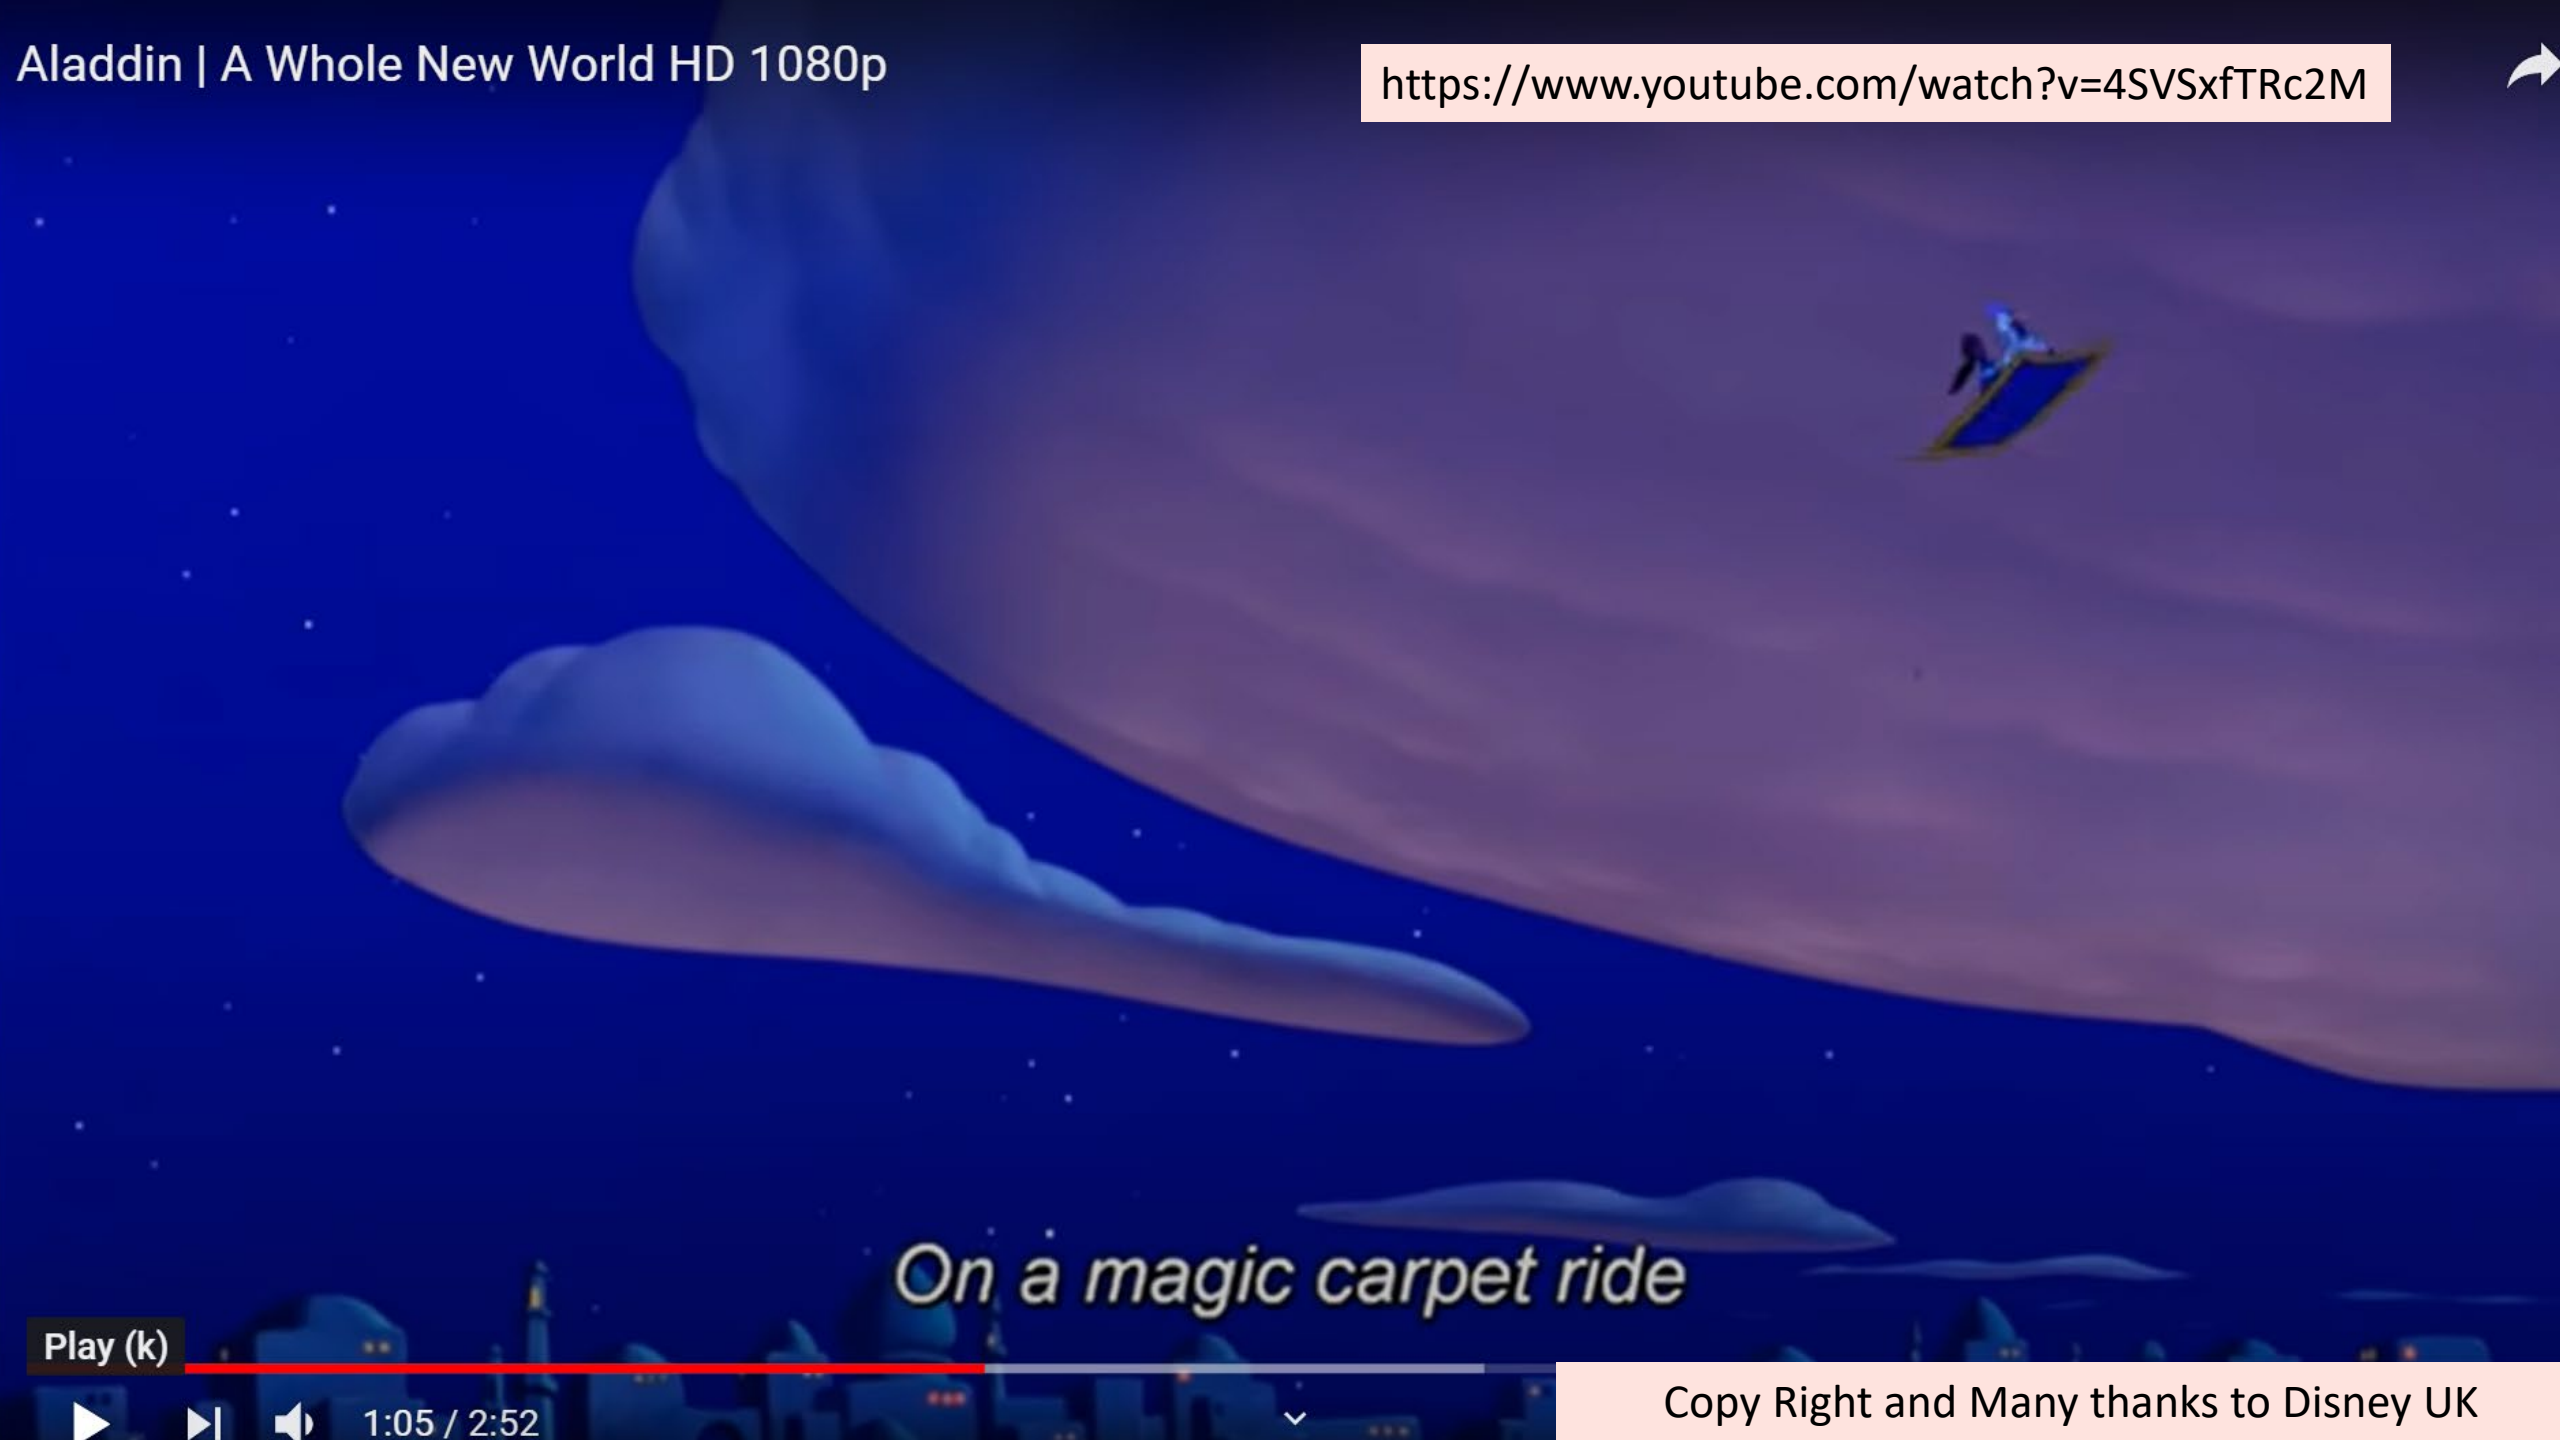 Aladdin | A Whole New World HD 1080p
https://www.youtube.com/watch?v=4SVSxfTRc2M
On a magic carpet ride
Play (k)
1:05 / 2:52
Copy Right and Many thanks to Disney UK